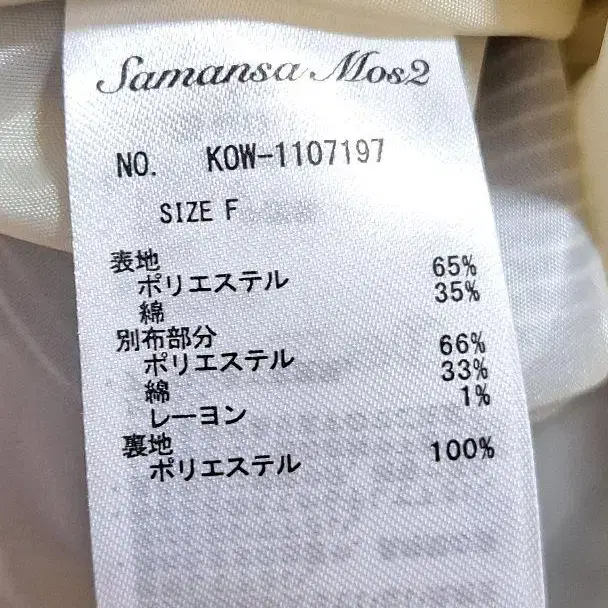 Samansa Mos2
NO. KOW-1107197
SIZE F
表地
ポリエステル 65%
綿 35%
別布部分
ポリエステル 66%
綿 33%
レーヨン 1%
裏地
ポリエステル 100%